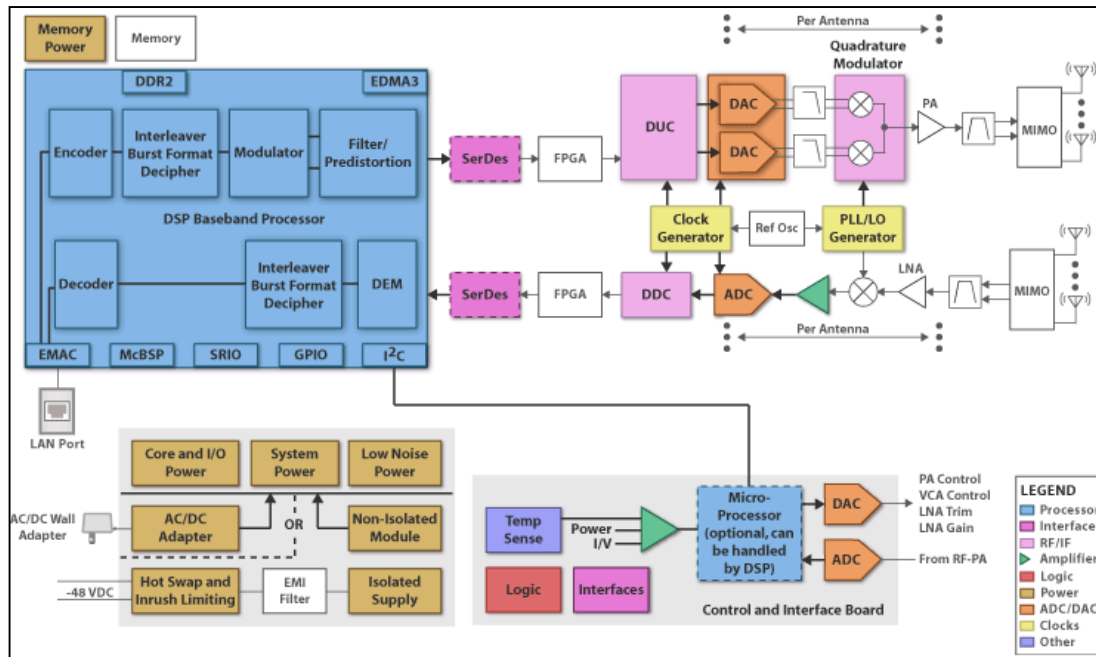 Memory
Power
Memory
Per Antenna
Quadrature
Modulator
DDR2
EDMA3
Encoder
Interleaver
Burst Format
Decipher
Modulator
Filter/
Predistortion
SerDes
FPGA
DUC
DAC
DAC
PA
MIMO
DSP Baseband Processor
Clock
Generator
Ref Osc
PLL/LO
Generator
Decoder
Interleaver
Burst Format
Decipher
DEM
SerDes
FPGA
DDC
ADC
LNA
MIMO
Per Antenna
EMAC
McBSP
SRIO
GPIO
I²C
LAN Port
Core and I/O
Power
System
Power
Low Noise
Power
AC/DC Wall
Adapter
AC/DC
Adapter
OR
Non-Isolated
Module
-48 VDC
Hot Swap and
Inrush Limiting
EMI
Filter
Isolated
Supply
Temp
Sense
Power
I/V
Micro-
Processor
(optional, can
be handled
by DSP)
DAC
ADC
PA Control
VCA Control
LNA Trim
LNA Gain
From RF-PA
Logic
Interfaces
Control and Interface Board
LEGEND
Processor
Interface
RF/IF
Amplifier
Logic
Power
ADC/DAC
Clocks
Other